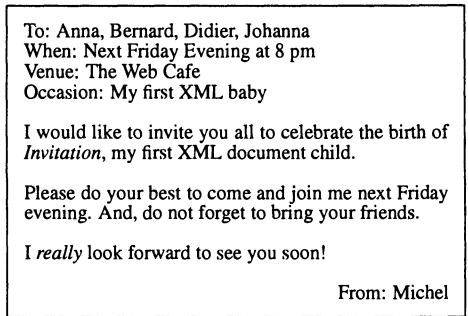 To: Anna, Bernard, Didier, Johanna
When: Next Friday Evening at 8 pm
Venue: The Web Cafe
Occasion: My first XML baby
I would like to invite you all to celebrate the birth of
Invitation, my first XML document child.
Please do your best to come and join me next Friday
evening. And, do not forget to bring your friends.
I really look forward to see you soon!
From: Michel